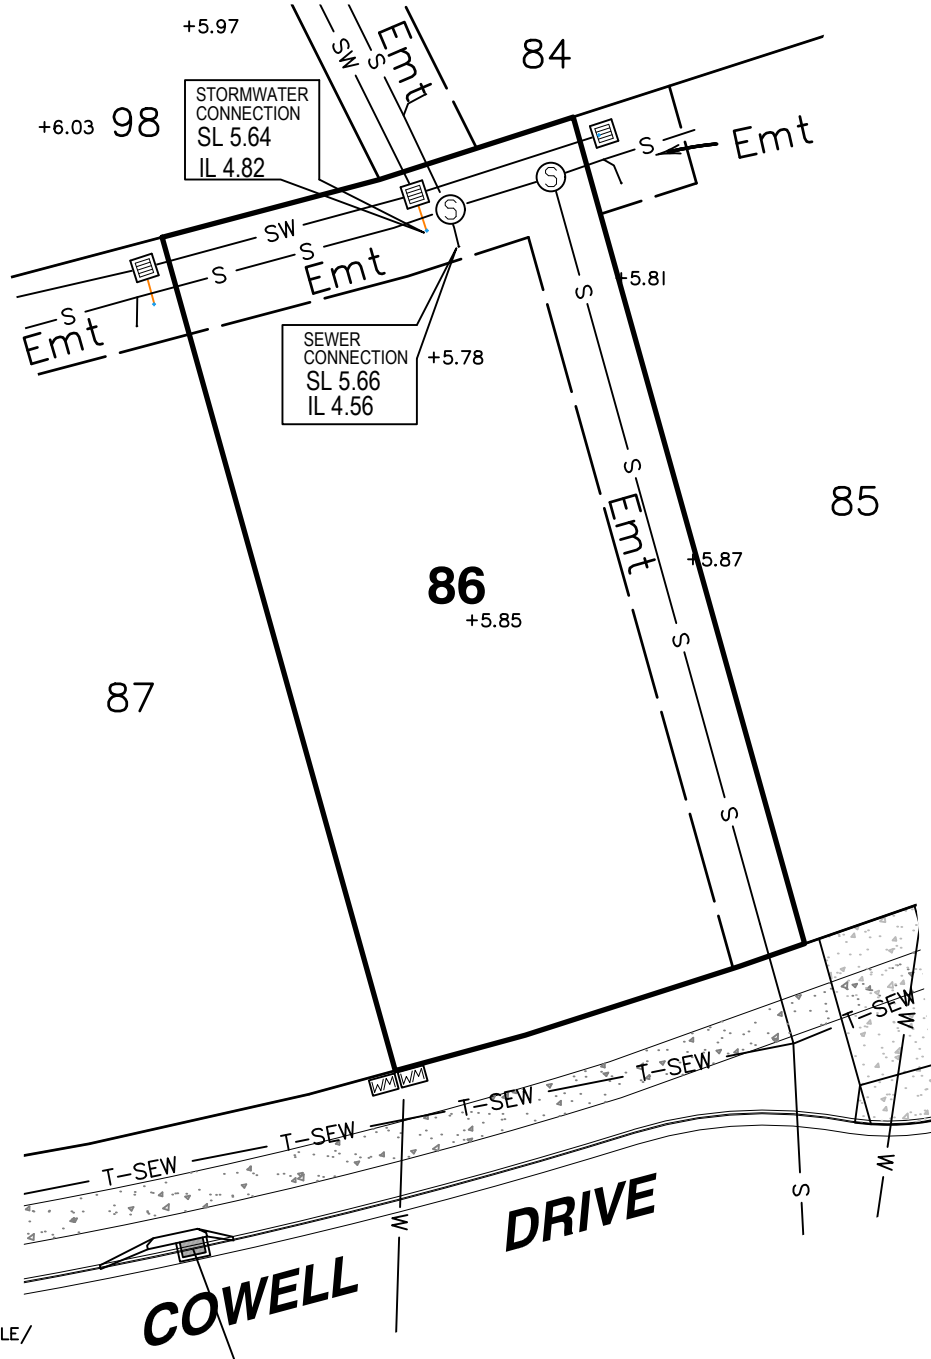 +5.97
84
SW
S
Emt
+6.03
98
STORMWATER
CONNECTION
SL 5.64
IL 4.82
S
Emt
S
S
SW
S
S
Emt
S
Emt
+5.81
S
SEWER
CONNECTION
SL 5.66
IL 4.56
+5.78
S
85
Emt
+5.87
86
+5.85
S
87
S
T-SEW
W
WM
WM
T-SEW
T-SEW
T-SEW
T-SEW
W
S
W
COWELL DRIVE
LE/